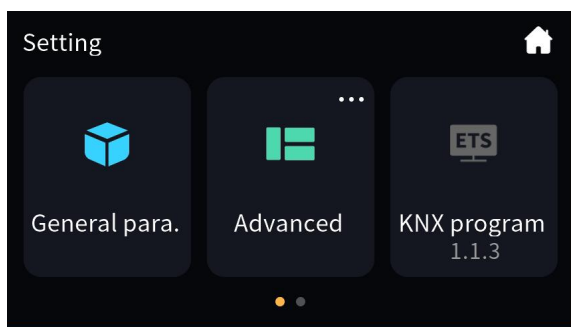 Setting
General para.
Advanced
ETS
KNX program
1.1.3